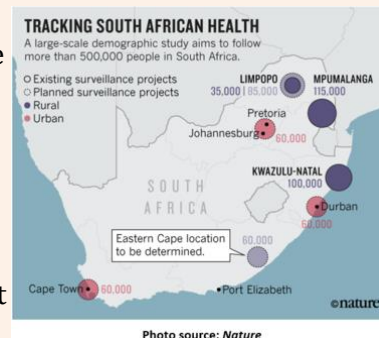 TRACKING SOUTH AFRICAN HEALTH
A large-scale demographic study aims to follow
more than 500,000 people in South Africa.
Existing surveillance projects
Planned surveillance projects
Rural
Urban
LIMPOPO
35,000 | 65,000
MPUMALANGA
115,000
Pretoria
Johannesburg
60,000
KWAZULU-NATAL
100,000
SOUTH
AFRICA
Durban
60,000
Eastern Cape location
to be determined.
60,000
Cape Town
60,000
Port Elizabeth
©nature
Photo source: Nature